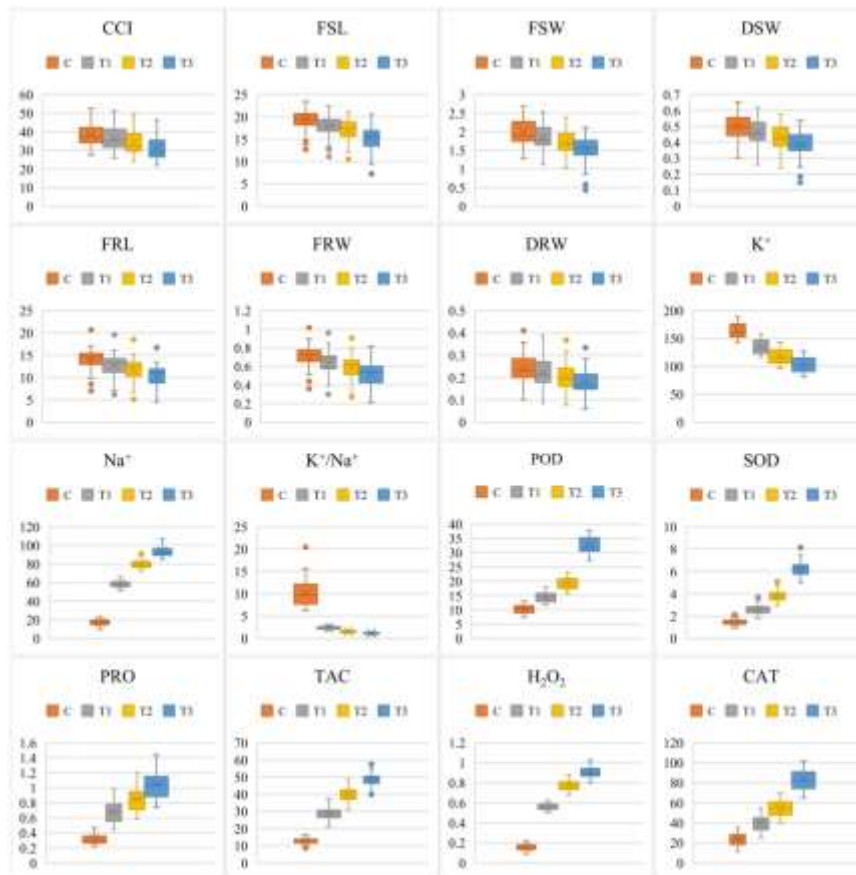 CCI FSL FSW DSW
C T1 T2 T3 C T1 T2 T3 C T1 T2 T3 C T1 T2 T3
60 25 3 0.7
50 20 2.5 0.6
40 15 2 0.5
30 10 1.5 0.4
20 5 1 0.3
10 0 0.5 0.2
0 0 0.1
0
FRL FRW DRW K⁺
C T1 T2 T3 C T1 T2 T3 C T1 T2 T3 C T1 T2 T3
25 1.2 0.5 200
20 1 0.4 150
15 0.8 0.3 100
10 0.6 0.2 50
5 0.4 0.1 0
0 0.2 0
0
Na⁺ K⁺/Na⁺ POD SOD
C T1 T2 T3 C T1 T2 T3 C T1 T2 T3 C T1 T2 T3
120 25 40 10
100 20 35 8
80 15 30 6
60 10 25 4
40 5 20 2
20 0 15 0
0 10
5
0
PRO TAC H₂O₂ CAT
C T1 T2 T3 C T1 T2 T3 C T1 T2 T3 C T1 T2 T3
1.6 70 1.2 120
1.4 60 1 100
1.2 50 0.8 80
1 40 0.6 60
0.8 30 0.4 40
0.6 20 0.2 20
0.4 10 0 0
0.2 0
0